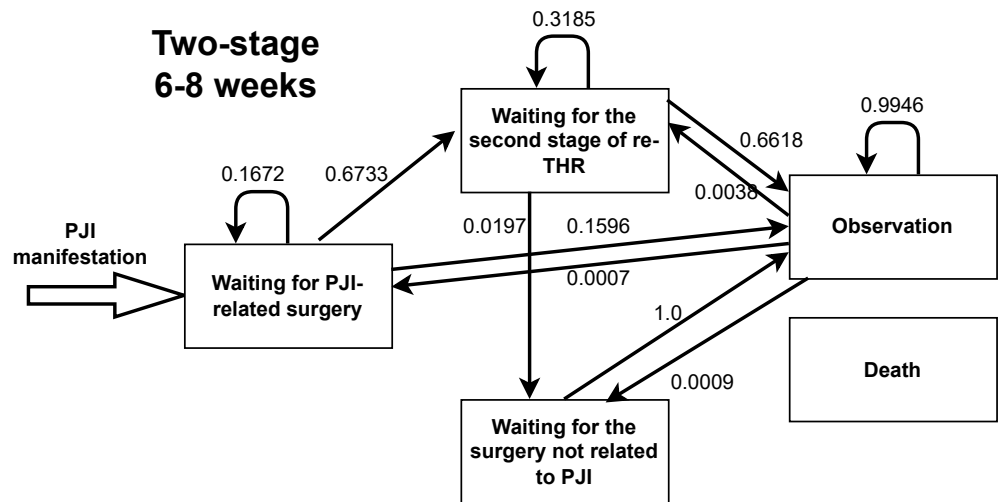 Two-stage
6-8 weeks
0.3185
Waiting for the
second stage of re-
THR
0.9946
0.6618
0.1672
0.6733
0.0038
Observation
PJI
manifestation
0.0197
0.1596
Waiting for PJI-
related surgery
0.0007
1.0
0.0009
Death
Waiting for the
surgery not related
to PJI